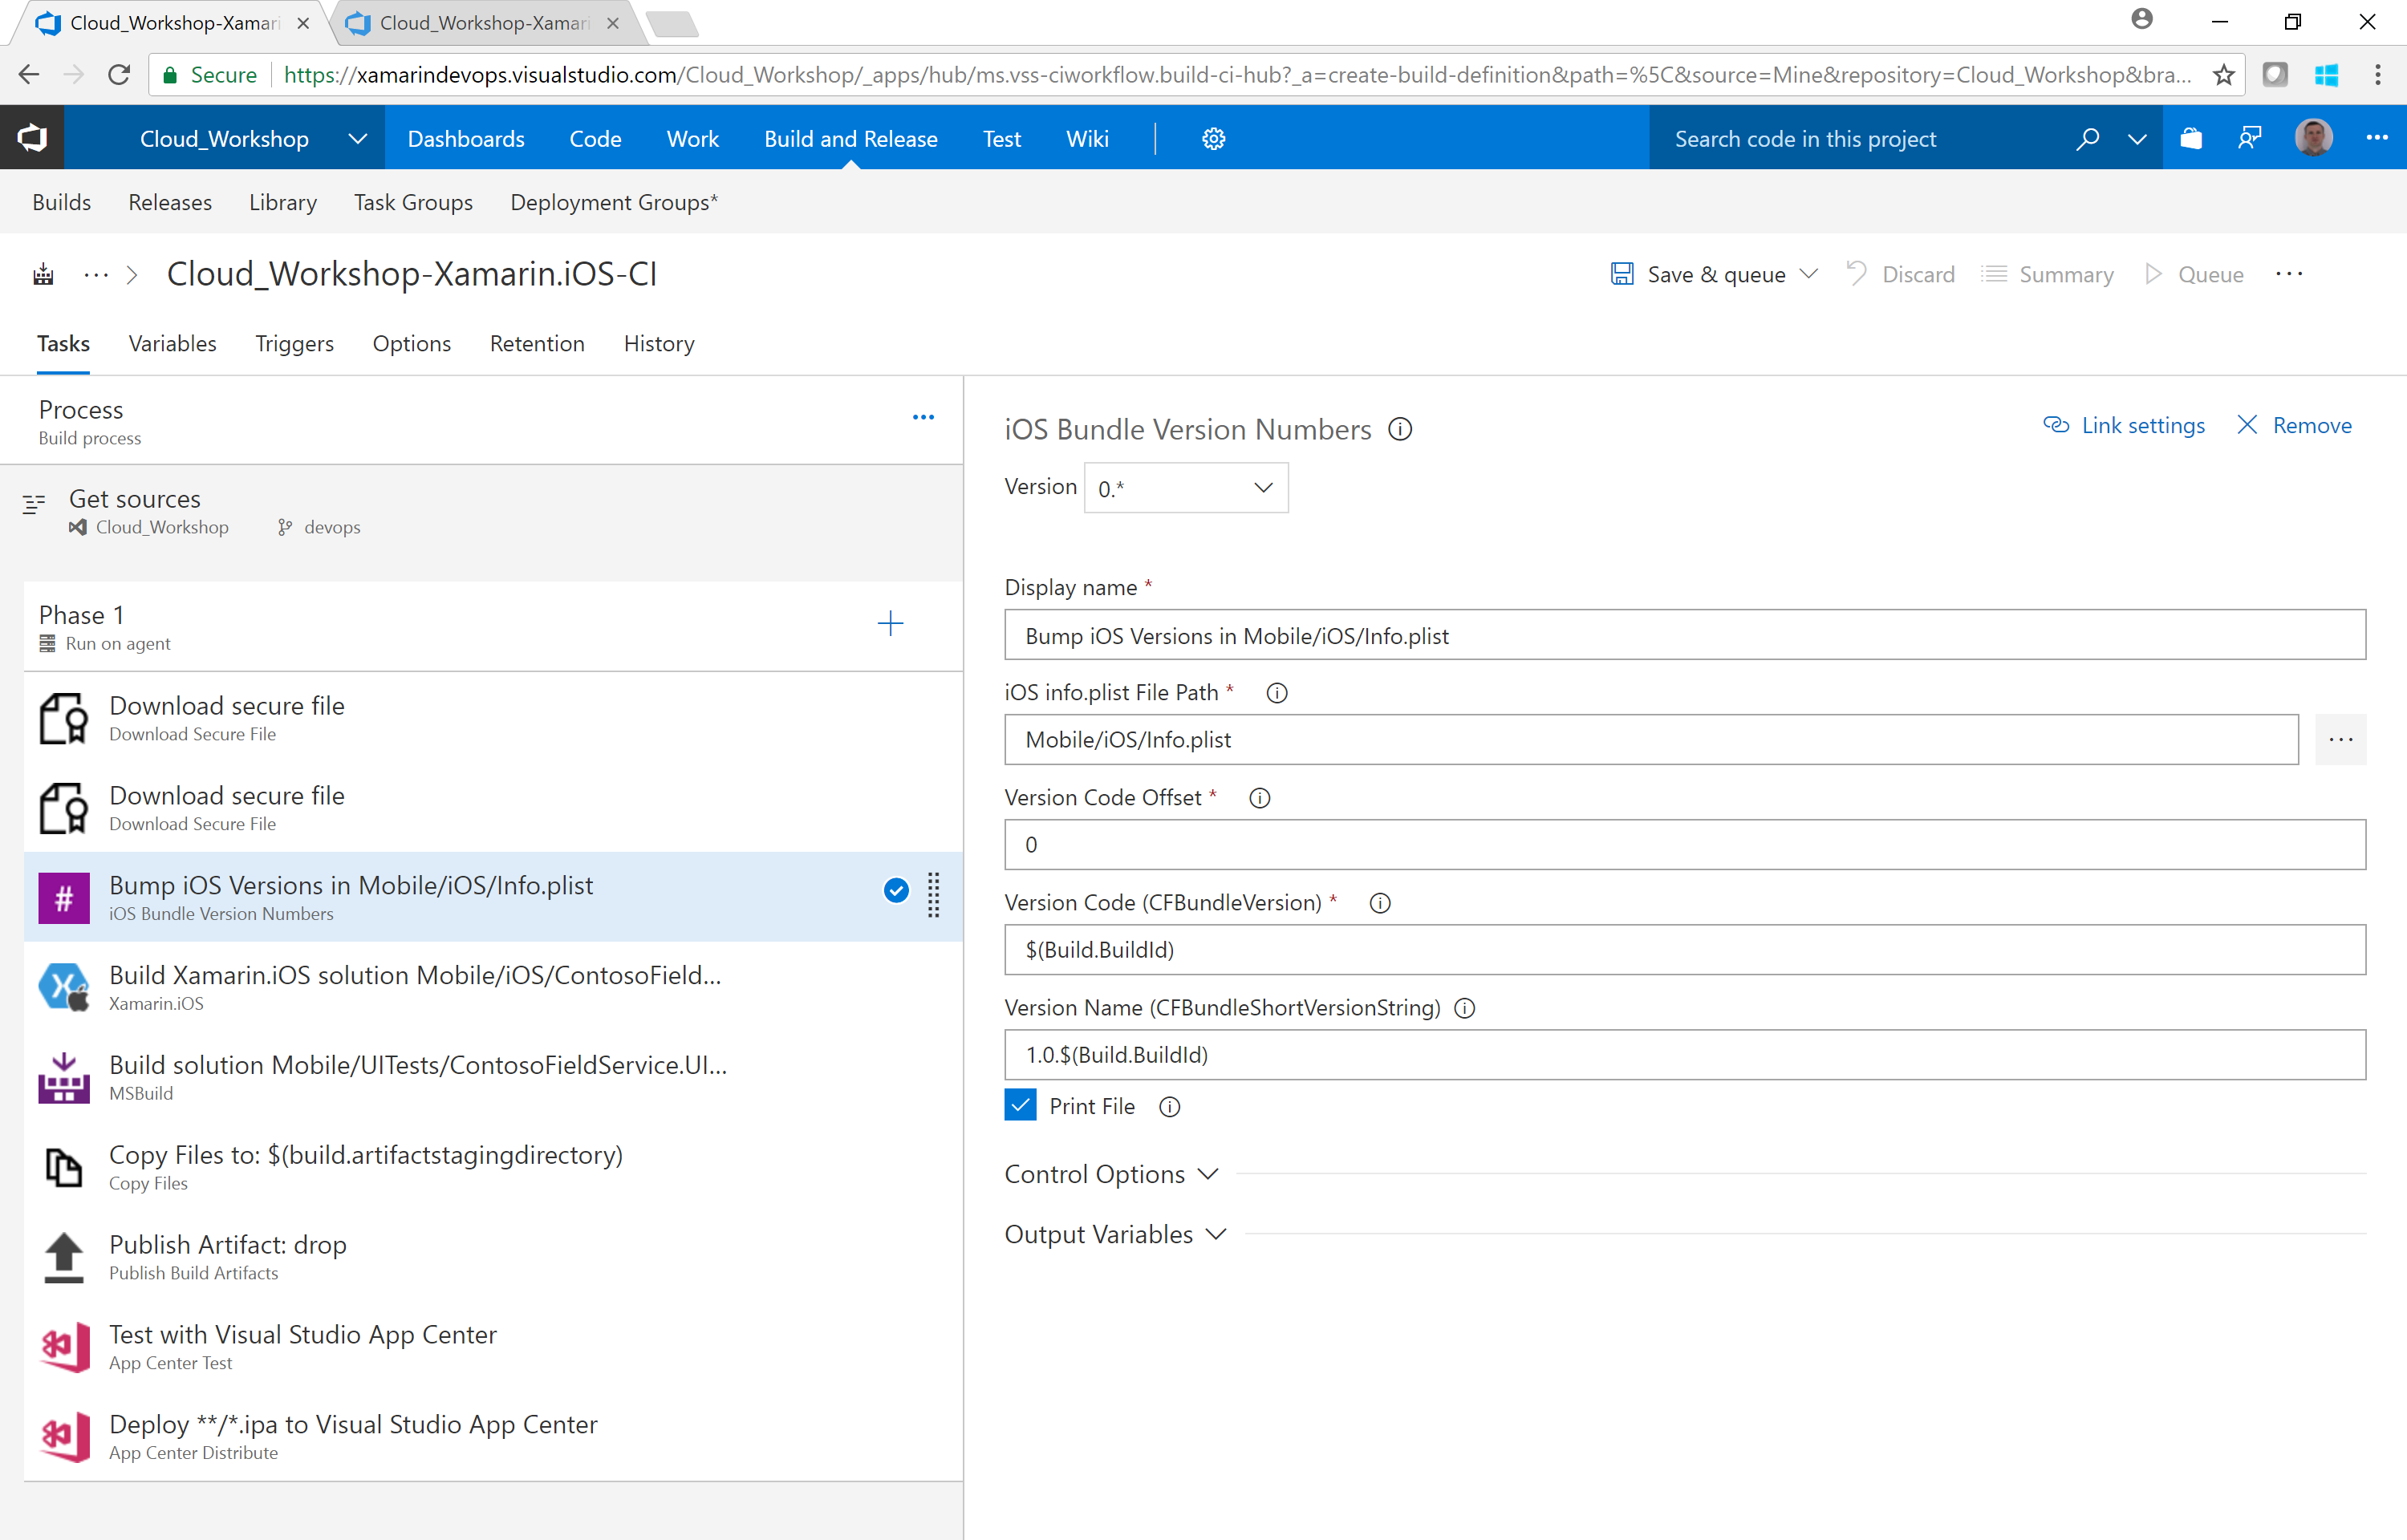 Cloud_Workshop-Xamari
Cloud_Workshop-Xamari
Secure
https://xamarindevops.visualstudio.com/Cloud_Workshop/_apps/hub/ms.vss-ciworkflow.build-ci-hub?_a=create-build-definition&path=%5C&source=Mine&repository=Cloud_Workshop&bra...
Cloud_Workshop
Dashboards
Code
Work
Build and Release
Test
Wiki
Search code in this project
Builds
Releases
Library
Task Groups
Deployment Groups*
Cloud_Workshop-Xamarin.iOS-CI
Save & queue
Discard
Summary
Queue
Tasks
Variables
Triggers
Options
Retention
History
Process
Build process
Get sources
Cloud_Workshop
devops
Phase 1
Run on agent
Download secure file
Download Secure File
Download secure file
Download Secure File
#
Bump iOS Versions in Mobile/iOS/Info.plist
iOS Bundle Version Numbers
Build Xamarin.iOS solution Mobile/iOS/ContosoField...
Xamarin.iOS
Build solution Mobile/UITests/ContosoFieldService.UI...
MSBuild
Copy Files to: $(build.artifactstagingdirectory)
Copy Files
Publish Artifact: drop
Publish Build Artifacts
Test with Visual Studio App Center
App Center Test
Deploy **/*.ipa to Visual Studio App Center
App Center Distribute
iOS Bundle Version Numbers
Link settings
Remove
Version
0.*
Display name *
Bump iOS Versions in Mobile/iOS/Info.plist
iOS info.plist File Path *
Mobile/iOS/Info.plist
Version Code Offset *
0
Version Code (CFBundleVersion) *
$(Build.BuildId)
Version Name (CFBundleShortVersionString)
1.0.$(Build.BuildId)
Print File
Control Options
Output Variables